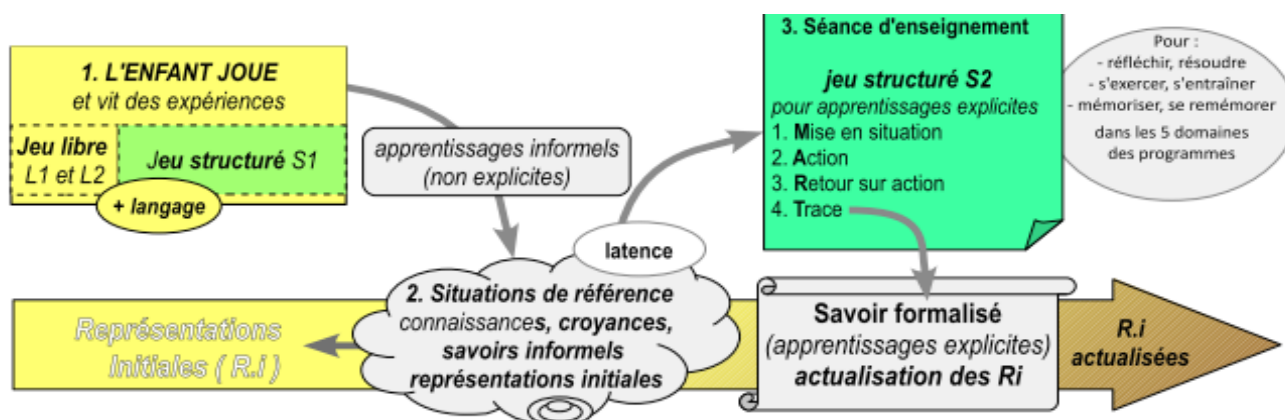 1. L'ENFANT JOUE
et vit des expériences
Jeu libre
L1 et L2
Jeu structuré S1
+ langage
apprentissages informels
(non explicites)
latence
2. Situations de référence
connaissances, croyances,
savoirs informels
représentations initiales
Représentations
Initiales ( R.i )
3. Séance d'enseignement
jeu structuré S2
pour apprentissages explicites
1. Mise en situation
2. Action
3. Retour sur action
4. Trace
Pour :
- réfléchir, résoudre
- s'exercer, s'entraîner
- mémoriser, se remémorer
dans les 5 domaines
des programmes
Savoir formalisé
(apprentissages explicites)
actualisation des Ri
R.i
actualisées